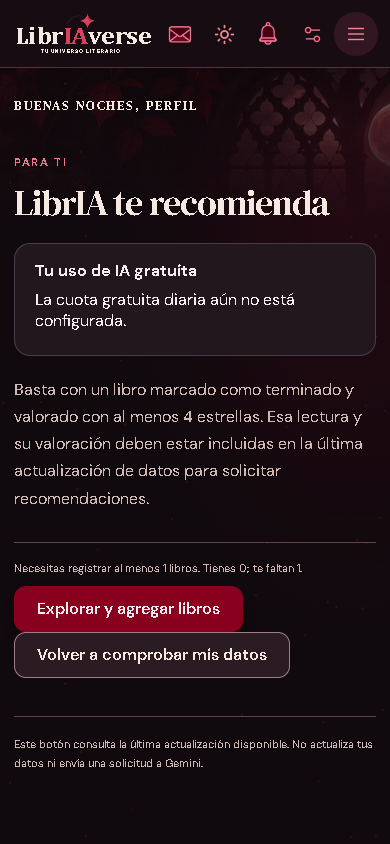 LibrIAverse
TU UNIVERSO LITERARIO
BUENAS NOCHES, PERFIL
PARA TI
LibrIA te recomienda
Tu uso de IA gratuita
La cuota gratuita diaria aún no está
configurada.
Basta con un libro marcado como terminado y
valorado con al menos 4 estrellas. Esa lectura y
su valoración deben estar incluidas en la última
actualización de datos para solicitar
recomendaciones.
Necesitas registrar al menos 1 libros. Tienes 0; te faltan 1.
Explorar y agregar libros
Volver a comprobar mis datos
Este botón consulta la última actualización disponible. No actualiza tus
datos ni envía una solicitud a Gemini.